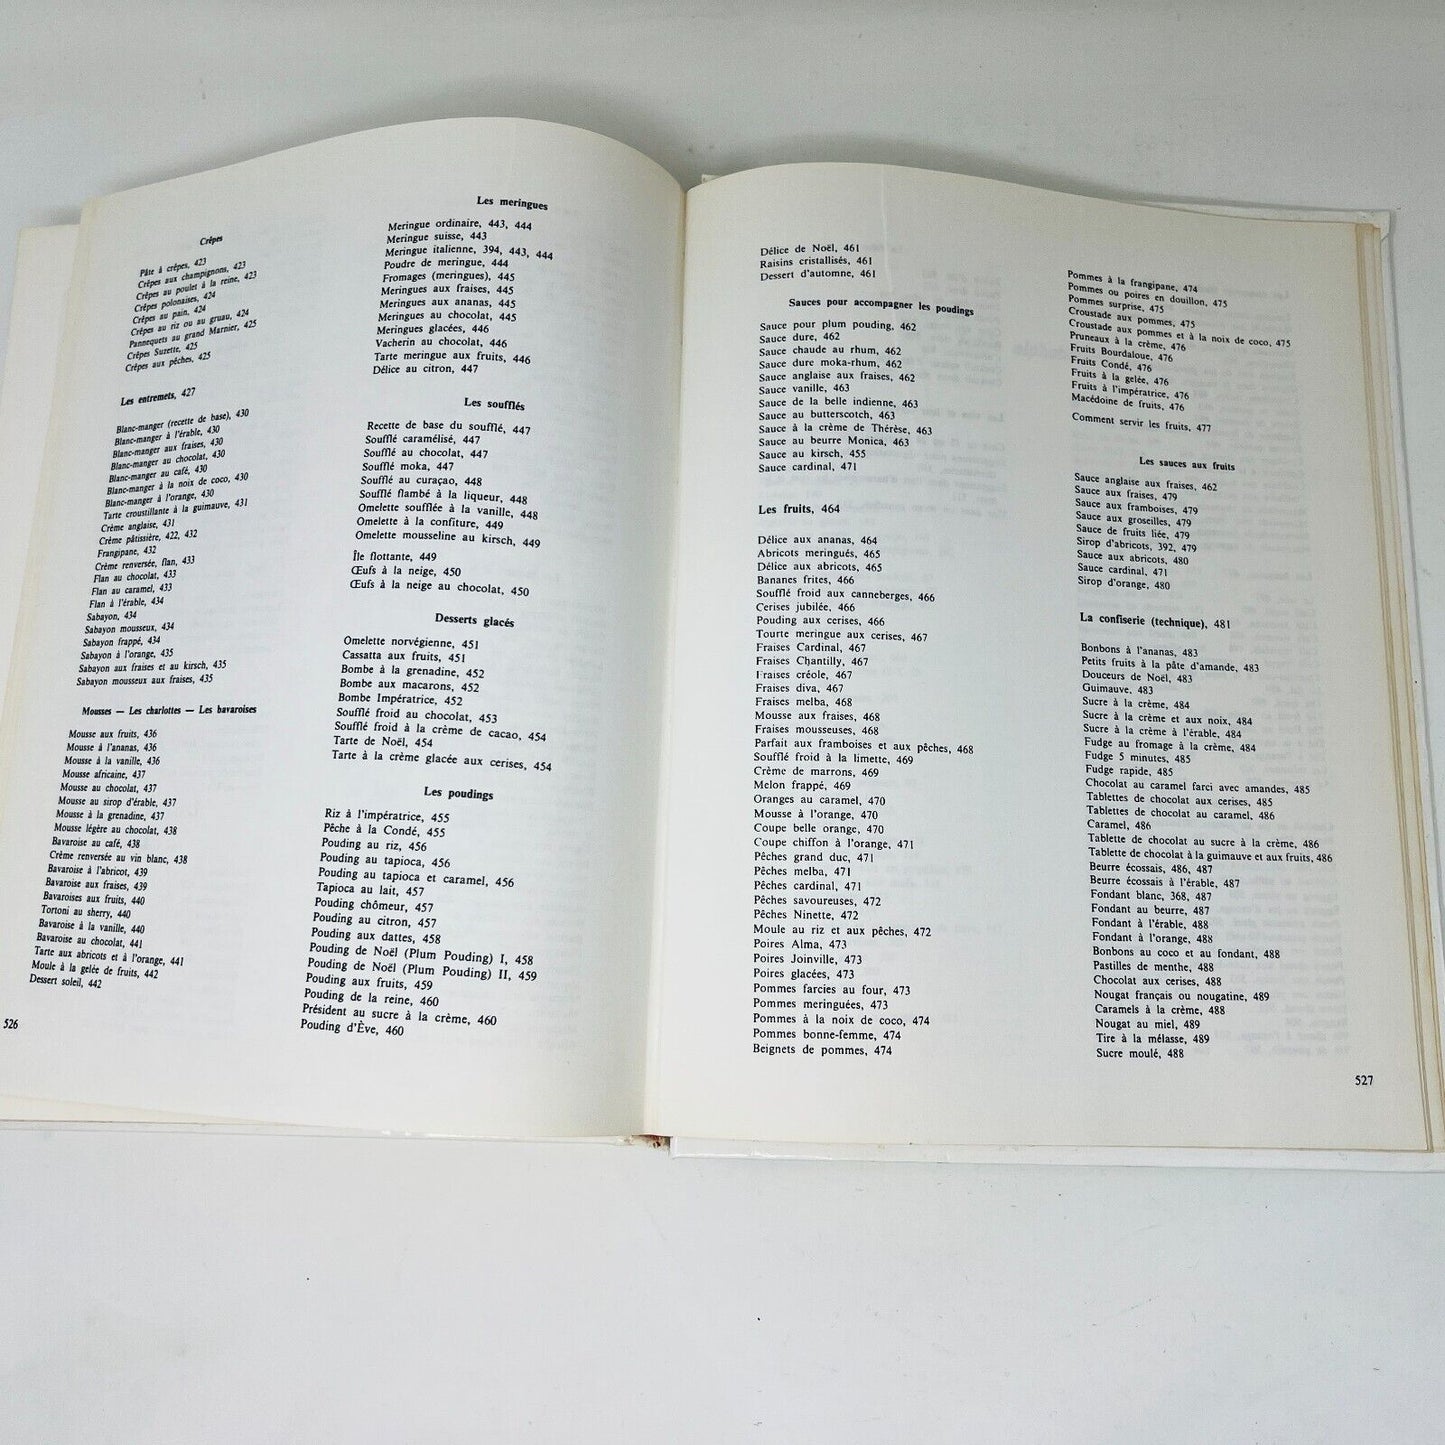 Crêpes
Pâte à crêpes, 423
Crêpes aux champignons, 423
Crêpes au poulet à la reine, 423
Crêpes polonaises, 424
Crêpes au pain, 424
Crêpes au riz ou au gruau, 424
Pannequets au grand Marnier, 425
Crêpes Suzette, 425
Crêpes aux pêches, 425
Les entremets, 427
Blanc-manger (recette de base), 430
Blanc-manger à l'érable, 430
Blanc-manger aux fraises, 430
Blanc-manger au chocolat, 430
Blanc-manger au café, 430
Blanc-manger à la noix de coco, 430
Blanc-manger à l'orange, 430
Tarte croustillante à la guimauve, 431
Crème anglaise, 431
Crème pâtissière, 422, 432
Frangipane, 432
Crème renversée, flan, 433
Flan au chocolat, 433
Flan au caramel, 433
Flan à l'érable, 434
Sabayon, 434
Sabayon mousseux, 434
Sabayon frappé, 434
Sabayon à l'orange, 435
Sabayon aux fraises et au kirsch, 435
Sabayon mousseux aux fraises, 435
Mousses — Les charlottes — Les bavaroises
Mousse aux fruits, 436
Mousse à l'ananas, 436
Mousse à la vanille, 436
Mousse africaine, 437
Mousse au chocolat, 437
Mousse au sirop d'érable, 437
Mousse à la grenadine, 437
Mousse légère au chocolat, 438
Bavaroise au café, 438
Crème renversée au vin blanc, 438
Bavaroise à l'abricot, 439
Bavaroise aux fraises, 439
Bavaroises aux fruits, 440
Tortoni au sherry, 440
Bavaroise à la vanille, 440
Bavaroise au chocolat, 441
Tarte aux abricots et à l'orange, 441
Moule à la gelée de fruits, 442
Dessert soleil, 442
526
Les meringues
Meringue ordinaire, 443, 444
Meringue suisse, 443
Meringue italienne, 394, 443, 444
Poudre de meringue, 444
Fromages (meringues), 445
Meringues aux fraises, 445
Meringues aux ananas, 445
Meringues au chocolat, 445
Meringues glacées, 446
Vacherin au chocolat, 446
Tarte meringue aux fruits, 446
Délice au citron, 447
Les soufflés
Recette de base du soufflé, 447
Soufflé caramélisé, 447
Soufflé au chocolat, 447
Soufflé moka, 447
Soufflé au curaçao, 448
Soufflé flambé à la liqueur, 448
Omelette soufflée à la vanille, 448
Omelette à la confiture, 449
Omelette mousseline au kirsch, 449
Île flottante, 449
Œufs à la neige, 450
Œufs à la neige au chocolat, 450
Desserts glacés
Omelette norvégienne, 451
Cassatta aux fruits, 451
Bombe à la grenadine, 452
Bombe aux macarons, 452
Bombe Impératrice, 452
Soufflé froid au chocolat, 453
Soufflé froid à la crème de cacao, 454
Tarte de Noël, 454
Tarte à la crème glacée aux cerises, 454
Les poudings
Riz à l'impératrice, 455
Pêche à la Condé, 455
Pouding au riz, 456
Pouding au tapioca, 456
Pouding au tapioca et caramel, 456
Tapioca au lait, 457
Pouding chômeur, 457
Pouding au citron, 457
Pouding aux dattes, 458
Pouding de Noël (Plum Pouding) I, 458
Pouding de Noël (Plum Pouding) II, 459
Pouding aux fruits, 459
Pouding de la reine, 460
Président au sucre à la crème, 460
Pouding d'Ève, 460
Délice de Noël, 461
Raisins cristallisés, 461
Dessert d'automne, 461
Sauces pour accompagner les poudings
Sauce pour plum pouding, 462
Sauce dure, 462
Sauce chaude au rhum, 462
Sauce dure moka-rhum, 462
Sauce anglaise aux fraises, 462
Sauce vanille, 463
Sauce de la belle indienne, 463
Sauce au butterscotch, 463
Sauce à la crème de Thérèse, 463
Sauce au beurre Monica, 463
Sauce au kirsch, 455
Sauce cardinal, 471
Les fruits, 464
Délice aux ananas, 464
Abricots meringués, 465
Délice aux abricots, 465
Bananes frites, 466
Soufflé froid aux canneberges, 466
Cerises jubilée, 466
Pouding aux cerises, 466
Tourte meringue aux cerises, 467
Fraises Cardinal, 467
Fraises Chantilly, 467
Fraises créole, 467
Fraises diva, 467
Fraises melba, 468
Mousse aux fraises, 468
Fraises mousseuses, 468
Parfait aux framboises et aux pêches, 468
Soufflé froid à la limette, 469
Crème de marrons, 469
Melon frappé, 469
Oranges au caramel, 470
Mousse à l'orange, 470
Coupe belle orange, 470
Coupe chiffon à l'orange, 471
Pêches grand duc, 471
Pêches melba, 471
Pêches cardinal, 471
Pêches savoureuses, 472
Pêches Ninette, 472
Moule au riz et aux pêches, 472
Poires Alma, 473
Poires Joinville, 473
Poires glacées, 473
Pommes farcies au four, 473
Pommes meringuées, 473
Pommes à la noix de coco, 474
Pommes bonne-femme, 474
Beignets de pommes, 474
Pommes à la frangipane, 474
Pommes ou poires en douillon, 475
Pommes surprise, 475
Croustade aux pommes, 475
Croustade aux pommes et à la noix de coco, 475
Pruneaux à la crème, 476
Fruits Bourdaloue, 476
Fruits Condé, 476
Fruits à la gelée, 476
Fruits à l'impératrice, 476
Macédoine de fruits, 476
Comment servir les fruits, 477
Les sauces aux fruits
Sauce anglaise aux fraises, 462
Sauce aux fraises, 479
Sauce aux framboises, 479
Sauce aux groseilles, 479
Sauce de fruits liée, 479
Sirop d'abricots, 392, 479
Sauce aux abricots, 480
Sauce cardinal, 471
Sirop d'orange, 480
La confiserie (technique), 481
Bonbons à l'ananas, 483
Petits fruits à la pâte d'amande, 483
Douceurs de Noël, 483
Guimauve, 483
Sucre à la crème, 484
Sucre à la crème et aux noix, 484
Sucre à la crème à l'érable, 484
Fudge au fromage à la crème, 484
Fudge 5 minutes, 485
Fudge rapide, 485
Chocolat au caramel farci avec amandes, 485
Tablettes de chocolat aux cerises, 485
Tablettes de chocolat au caramel, 486
Caramel, 486
Tablette de chocolat au sucre à la crème, 486
Tablette de chocolat à la guimauve et aux fruits, 486
Beurre écossais, 486, 487
Beurre écossais à l'érable, 487
Fondant blanc, 368, 487
Fondant au beurre, 487
Fondant à l'érable, 488
Fondant à l'orange, 488
Bonbons au coco et au fondant, 488
Pastilles de menthe, 488
Chocolat aux cerises, 488
Nougat français ou nougatine, 489
Caramels à la crème, 488
Nougat au miel, 489
Tire à la mélasse, 489
Sucre moulé, 488
527